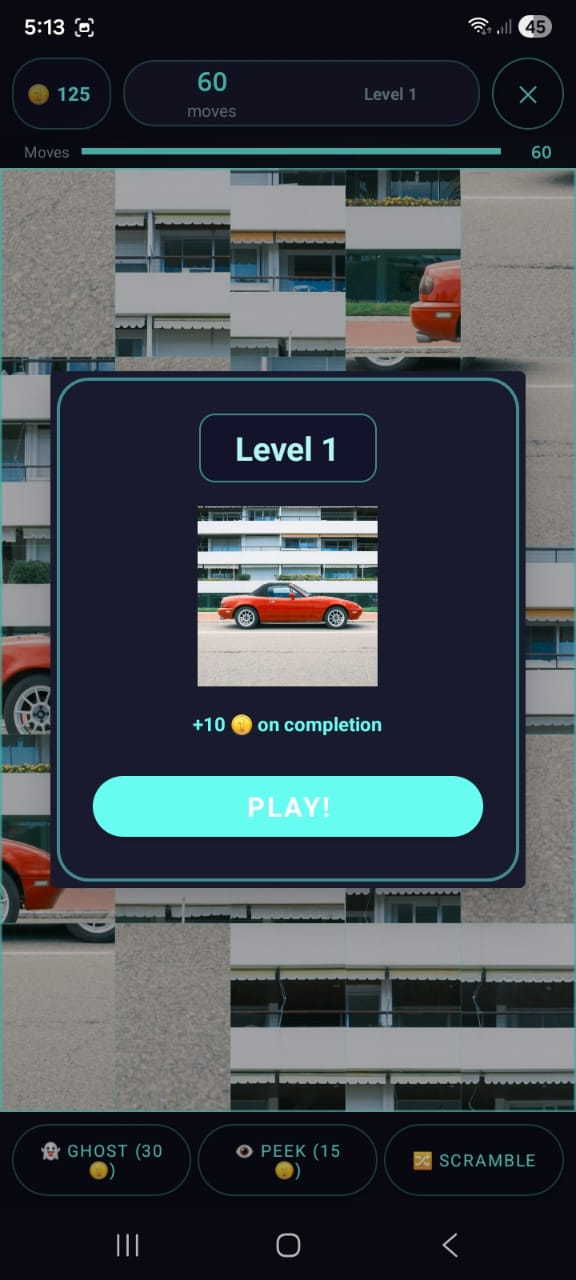 5:13
45
125
60
moves
Level 1
Moves
60
Level 1
+10 on completion
PLAY!
GHOST (30
)
PEEK (15
)
SCRAMBLE